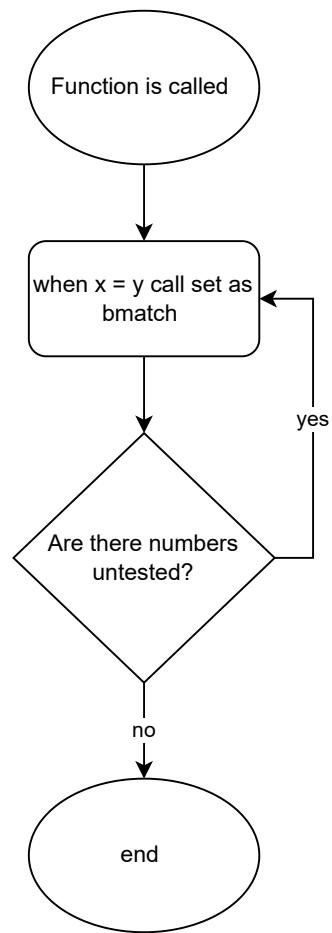 Function is called
when x = y call set as
bmatch
yes
Are there numbers
untested?
no
end